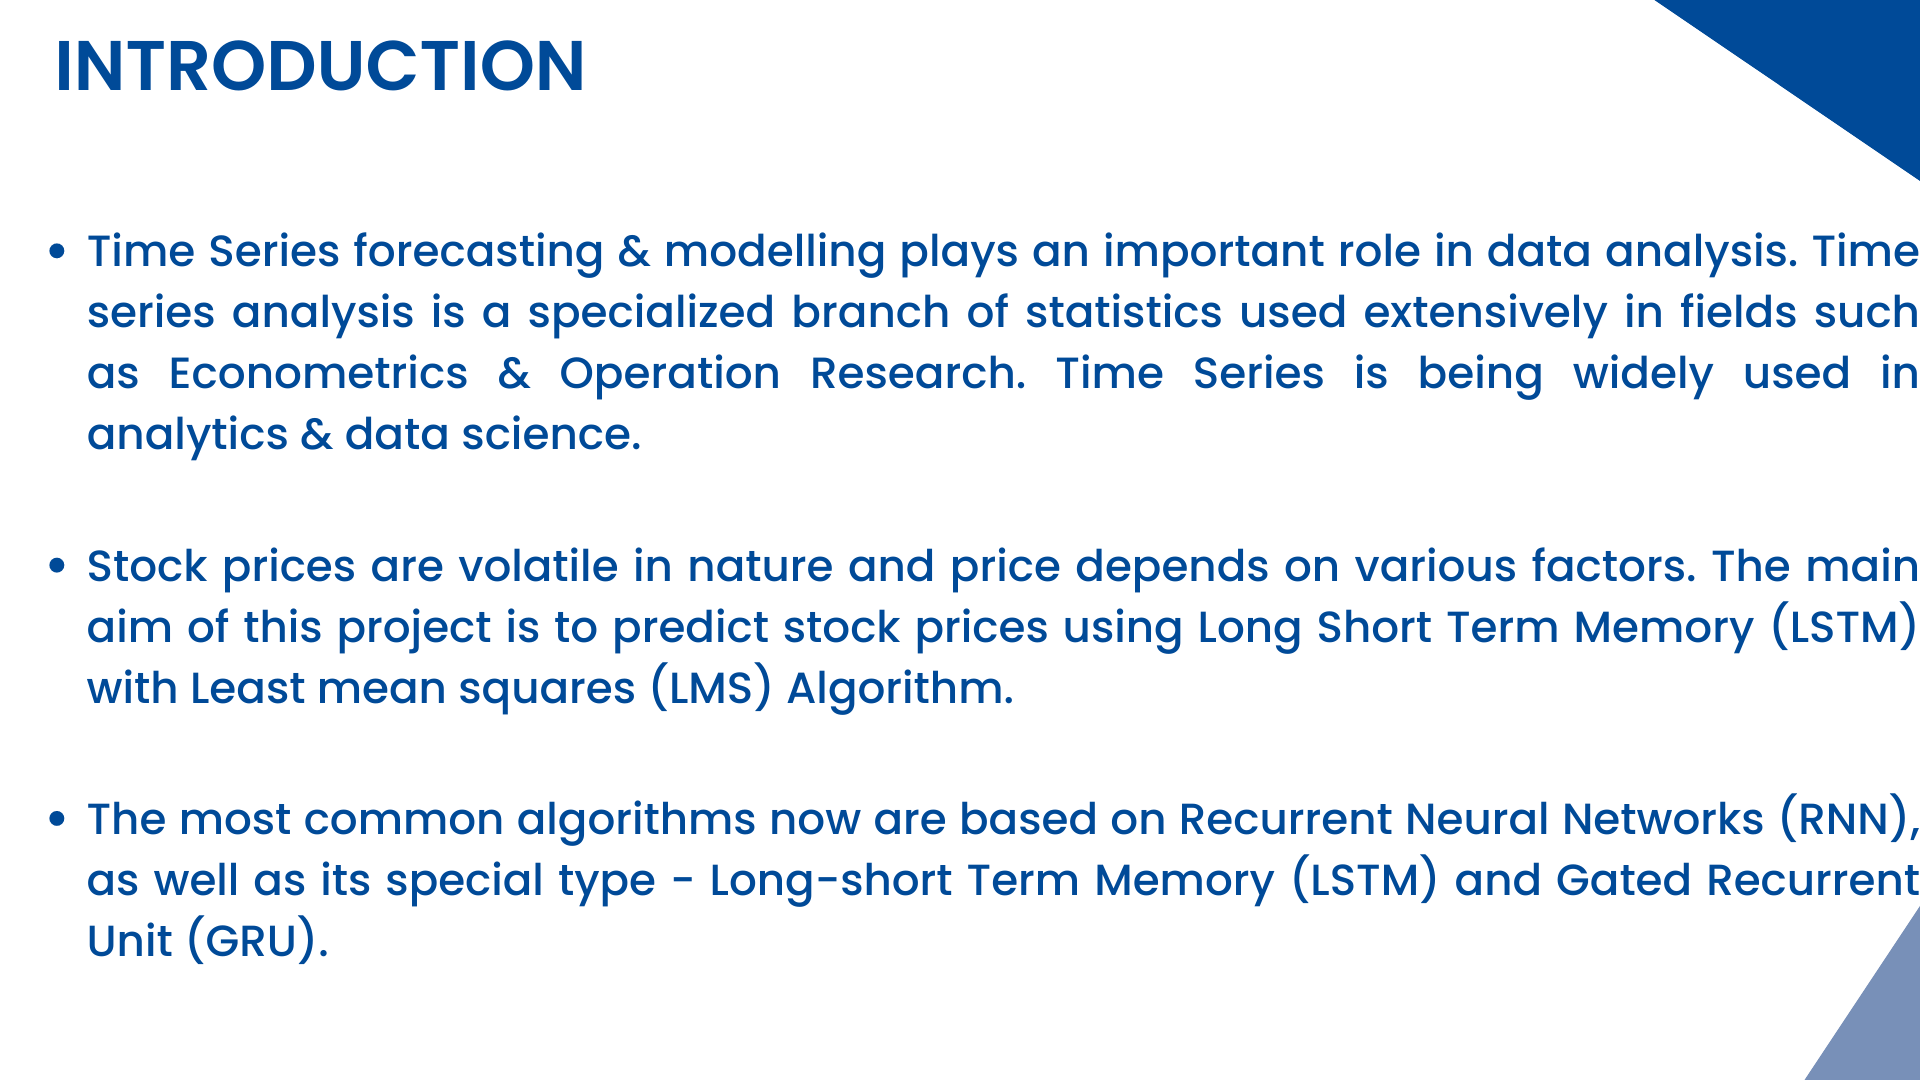 INTRODUCTION
• Time Series forecasting & modelling plays an important role in data analysis. Time
series analysis is a specialized branch of statistics used extensively in fields such
as Econometrics & Operation Research. Time Series is being widely used in
analytics & data science.
• Stock prices are volatile in nature and price depends on various factors. The main
aim of this project is to predict stock prices using Long Short Term Memory (LSTM)
with Least mean squares (LMS) Algorithm.
• The most common algorithms now are based on Recurrent Neural Networks (RNN),
as well as its special type - Long-short Term Memory (LSTM) and Gated Recurrent
Unit (GRU).